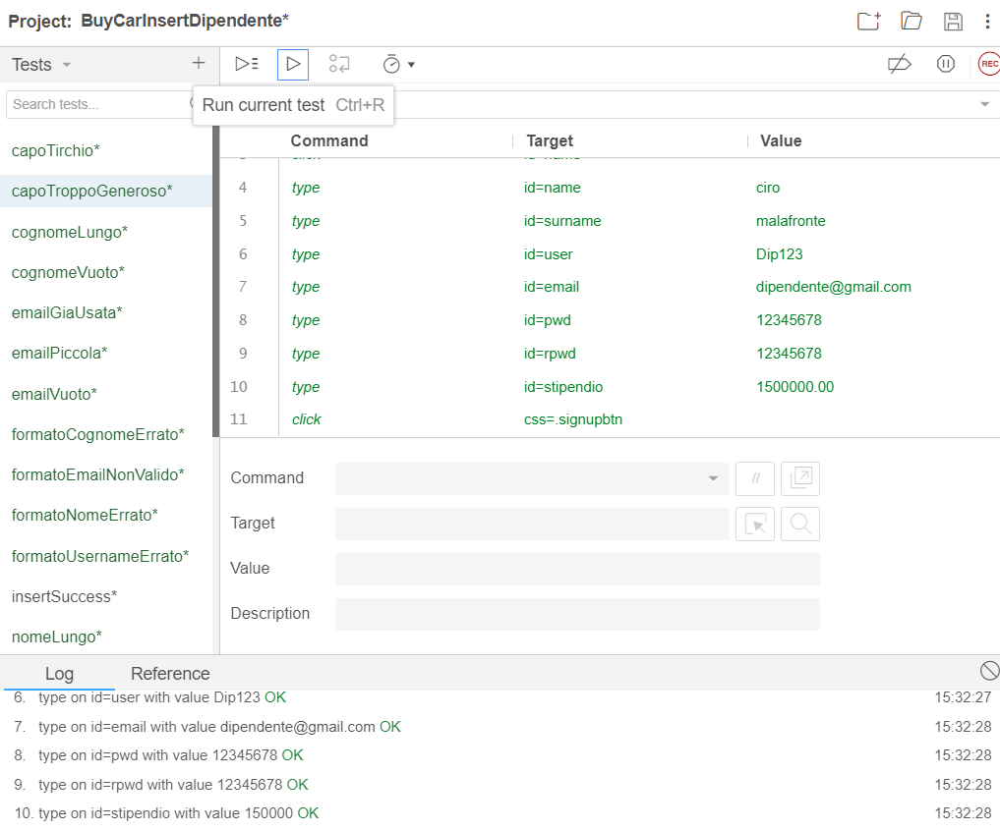 Project: BuyCarInsertDipendente*
Tests
REC
Search tests...
Run current test Ctrl+R
Command Target Value
capoTirchio*
capoTroppoGeneroso*
cognomeLungo*
cognomeVuoto*
emailGiaUsata*
emailPiccola*
emailVuoto*
formatoCognomeErrato*
formatoEmailNonValido*
formatoNomeErrato*
formatoUsernameErrato*
insertSuccess*
nomeLungo*
4 type id=name ciro
5 type id=surname malafronte
6 type id=user Dip123
7 type id=email dipendente@gmail.com
8 type id=pwd 12345678
9 type id=rpwd 12345678
10 type id=stipendio 1500000.00
11 click css=.signupbtn
Command //
Target
Value
Description
Log Reference
6. type on id=user with value Dip123 OK 15:32:27
7. type on id=email with value dipendente@gmail.com OK 15:32:28
8. type on id=pwd with value 12345678 OK 15:32:28
9. type on id=rpwd with value 12345678 OK 15:32:28
10. type on id=stipendio with value 150000 OK 15:32:28